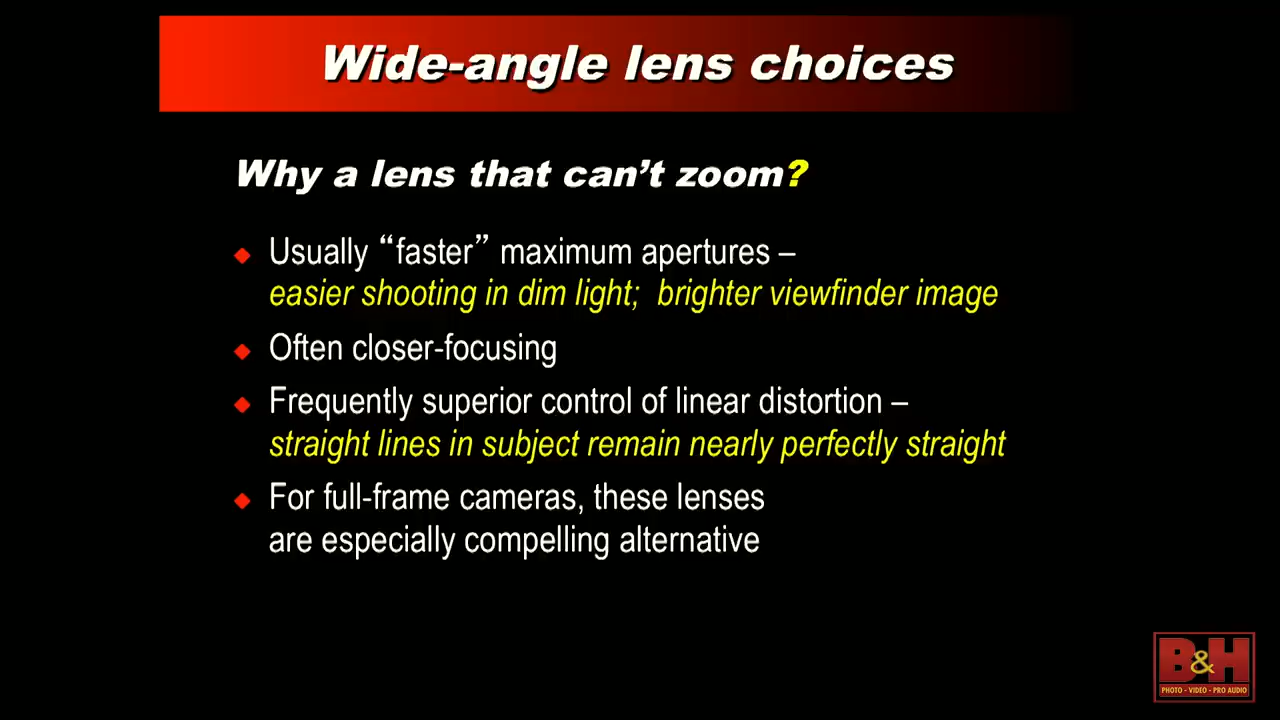 Wide-angle lens choices
Why a lens that can’t zoom?
Usually “faster” maximum apertures –
easier shooting in dim light;  brighter viewfinder image
Often closer-focusing
Frequently superior control of linear distortion –
straight lines in subject remain nearly perfectly straight
For full-frame cameras, these lenses
are especially compelling alternative
B&H
PHOTO - VIDEO - PRO AUDIO